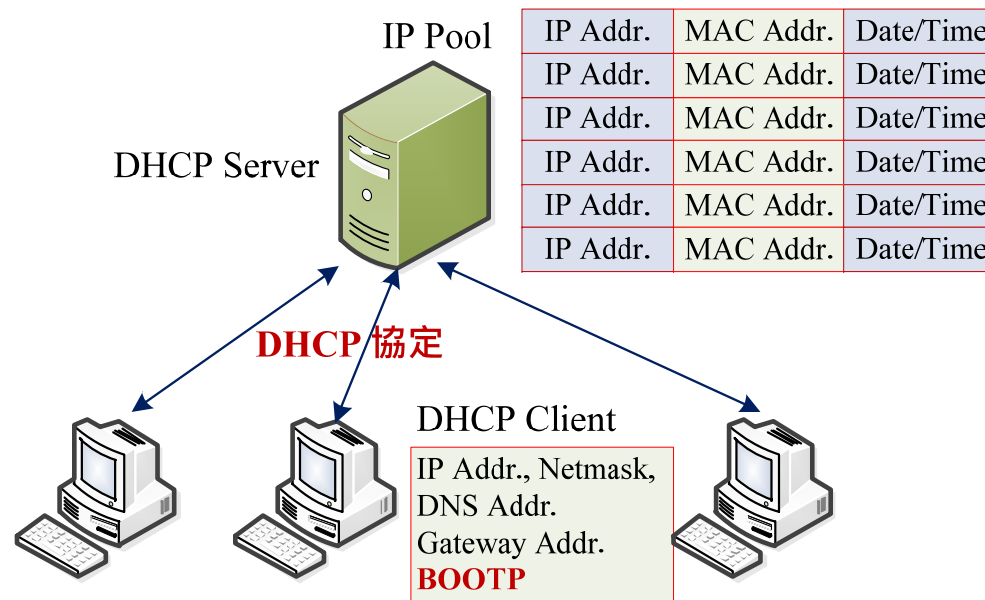 IP Pool
IP Addr. MAC Addr. Date/Time
IP Addr. MAC Addr. Date/Time
IP Addr. MAC Addr. Date/Time
IP Addr. MAC Addr. Date/Time
IP Addr. MAC Addr. Date/Time
IP Addr. MAC Addr. Date/Time
DHCP Server
DHCP 協定
DHCP Client
IP Addr., Netmask,
DNS Addr.
Gateway Addr.
BOOTP